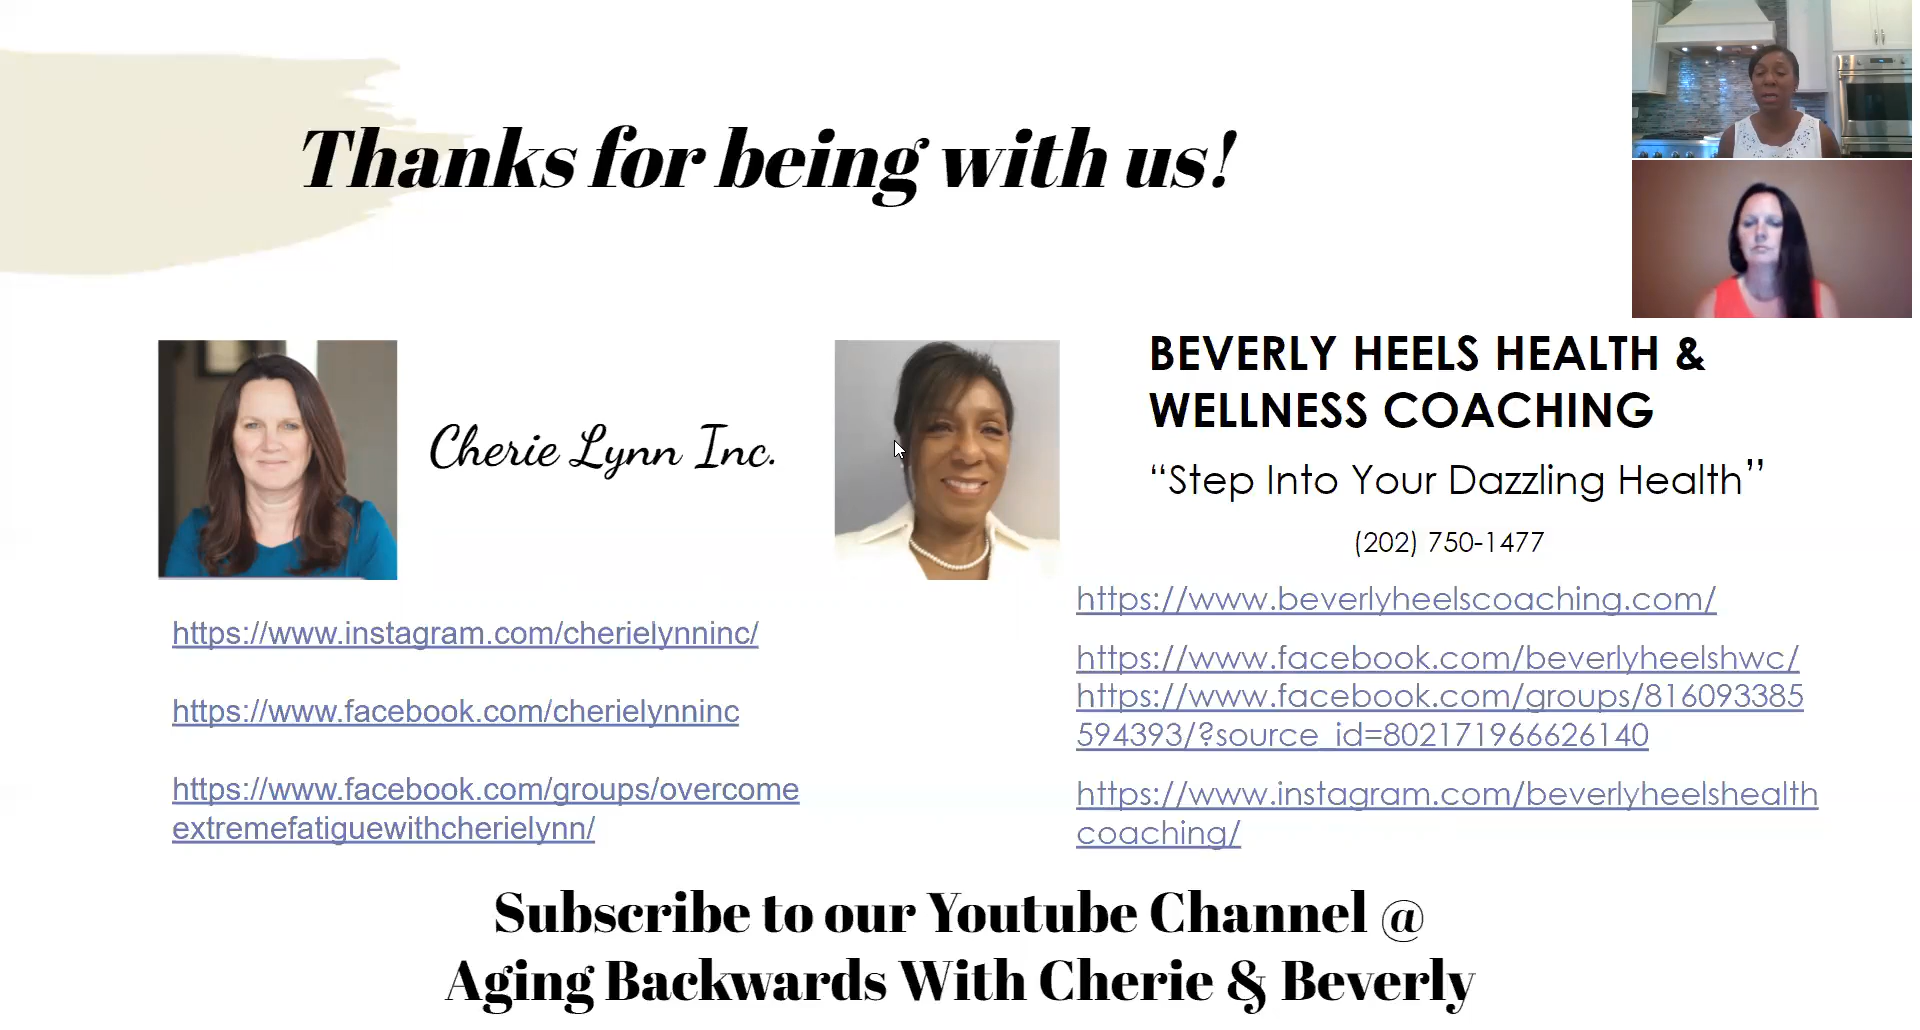 Thanks for being with us!
Cherie Lynn Inc.
https://www.instagram.com/cherielynninc/
https://www.facebook.com/cherielynninc
https://www.facebook.com/groups/overcome
extremefatiguewithcherielynn/
BEVERLY HEELS HEALTH &
WELLNESS COACHING
“Step Into Your Dazzling Health”
(202) 750-1477
https://www.beverlyheelscoaching.com/
https://www.facebook.com/beverlyheelshwc/
https://www.facebook.com/groups/816093385
594393/?source_id=802171966626140
https://www.instagram.com/beverlyheelshealth
coaching/
Subscribe to our Youtube Channel @
Aging Backwards With Cherie & Beverly